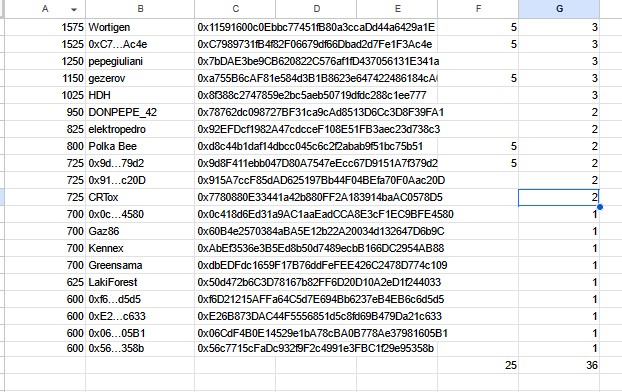 A B C D E F G
1575 Wortigen 0x11591600c0Ebbc77451fB80a3ccaDd44a6429a1E 5 3
1525 0xC7...Ac4e 0xC7989731fB4f82F06679df66Dbad2d7Fe1F3Ac4e 5 3
1250 pepegiuliani 0x7bDAE3be9CB620822C576af1fD437056131E341a 3
1150 gezerov 0xa755B6cAF81e584d3B1B8623e647422486184cA 5 3
1025 HDH 0x8f388c2747859e2bc5aeb50719dfdc288c1ee777 3
950 DONPEPE_42 0x78762dc098727BF31ca9cAd8513D6Cc3D8F39FA1 2
825 elektropedro 0x92EFDcf1982A47cdcceF108E51FB3aec23d738c3 2
800 Polka Bee 0xd8c44b1daf14dbcc045c6c2f2abab9f51bc75b51 5 2
725 0x9d...79d2 0x9d8F411ebb047D80A7547eEcc67D9151A7f379d2 5 2
725 0x91...c20D 0x915A7ccF85dAD625197Bb44F04BEfa70F0Aac20D 2
725 CRTox 0x7780880E33441a42b880FF2A183914baAC0578D5 2
700 0x0c...4580 0x0c418d6Ed31a9AC1aaEadCCA8E3cF1EC9BFE4580 1
700 Gaz86 0x60B4e2570384aBA5E12b22A20034d132647D6b9C 1
700 Kennex 0xAbEf3536e3B5Ed8b50d7489ecbB166DC2954AB88 1
700 Greensama 0xdbEDFdc1659F17B76ddFeFEE426C2478D774c109 1
625 LakiForest 0x50d472b6C3D78167b82FF6D20D10A2eD1f244033 1
600 0xf6...d5d5 0xf6D21215AFFa64C5d7E694Bb6237eB4EB6c6d5d5 1
600 0xE2...c633 0xE26B873DAC44F5556851d5c8fd69B479Da21c633 1
600 0x06...05B1 0x06CdF4B0E14529e1bA78cBA0B778Ae37981605B1 1
600 0x56...358b 0x56c7715cFaDc932f9F2c4991e3FBC1f29e95358b 1
25 36